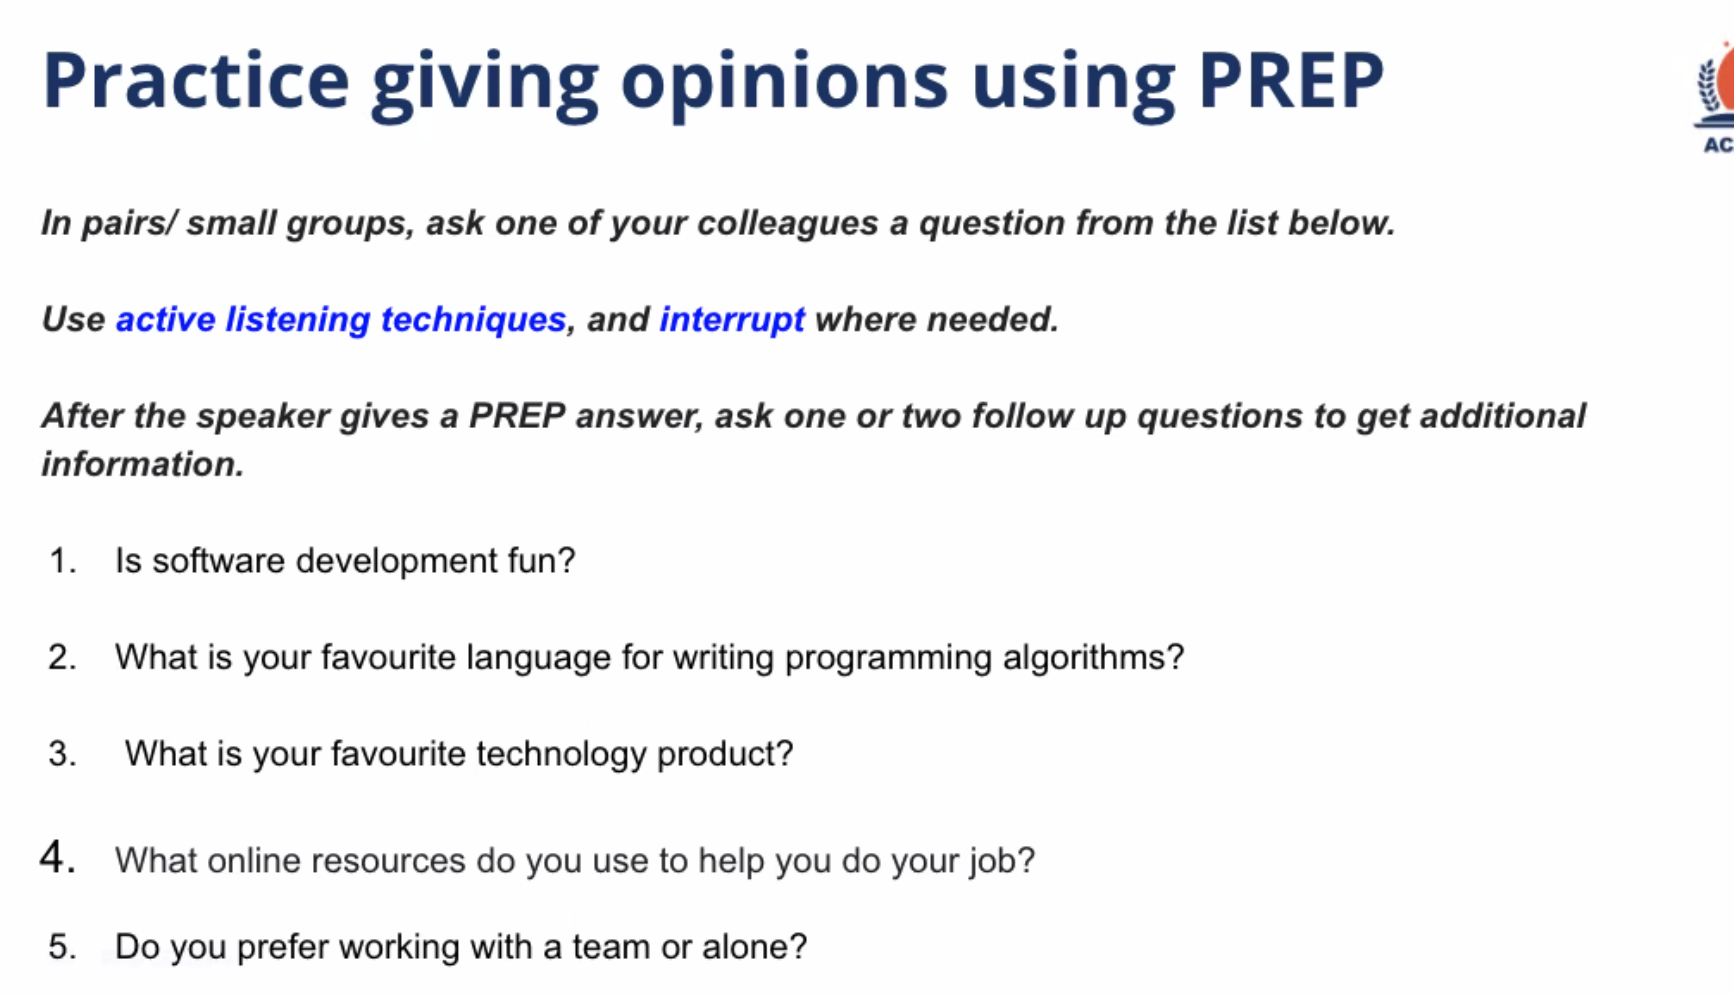 Practice giving opinions using PREP
AC
In pairs/ small groups, ask one of your colleagues a question from the list below.
Use active listening techniques, and interrupt where needed.
After the speaker gives a PREP answer, ask one or two follow up questions to get additional
information.
1. Is software development fun?
2. What is your favourite language for writing programming algorithms?
3. What is your favourite technology product?
4. What online resources do you use to help you do your job?
5. Do you prefer working with a team or alone?